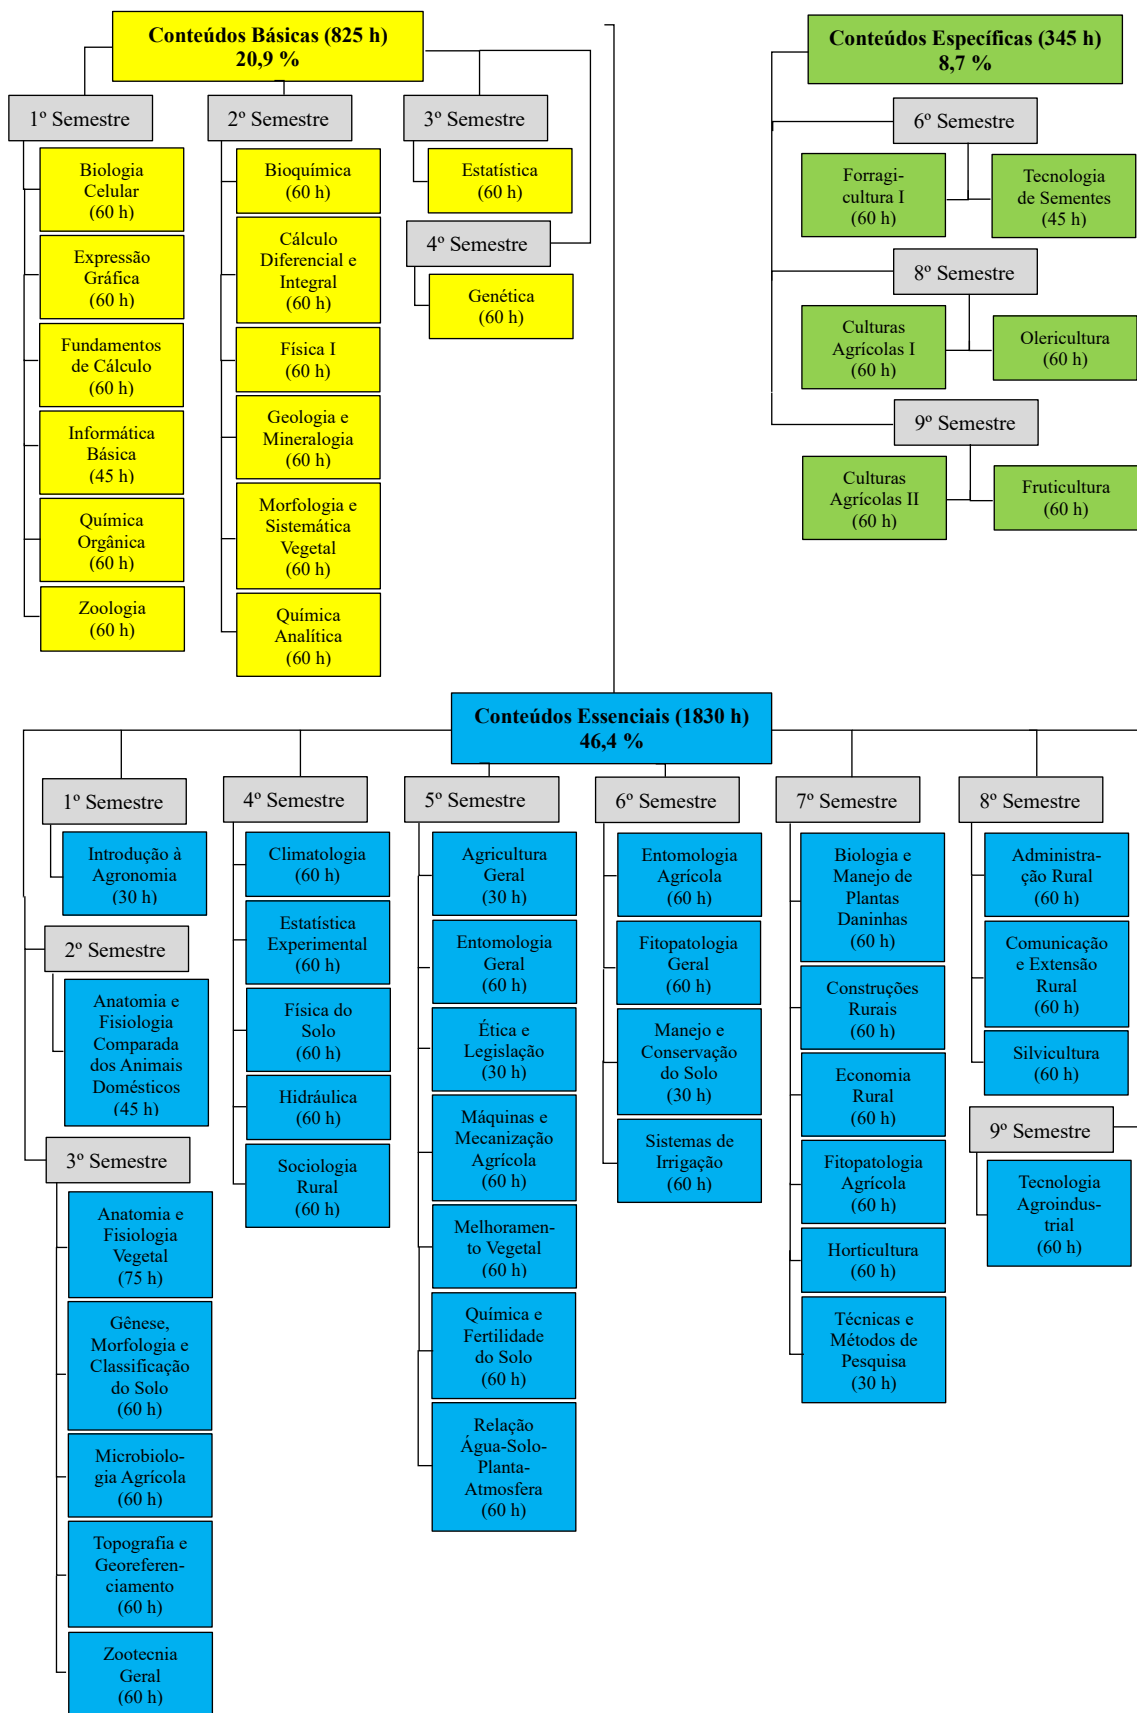 Conteúdos Básicas (825 h)
20,9 %
1º Semestre
Biologia
Celular
(60 h)
Expressão
Gráfica
(60 h)
Fundamentos
de Cálculo
(60 h)
Informática
Básica
(45 h)
Química
Orgânica
(60 h)
Zoologia
(60 h)
2º Semestre
Bioquímica
(60 h)
Cálculo
Diferencial e
Integral
(60 h)
Física I
(60 h)
Geologia e
Mineralogia
(60 h)
Morfologia e
Sistemática
Vegetal
(60 h)
Química
Analítica
(60 h)
3º Semestre
Estatística
(60 h)
4º Semestre
Genética
(60 h)
Conteúdos Específicas (345 h)
8,7 %
6º Semestre
Forragi-
cultura I
(60 h)
Tecnologia
de Sementes
(45 h)
8º Semestre
Culturas
Agrícolas I
(60 h)
Olericultura
(60 h)
9º Semestre
Culturas
Agrícolas II
(60 h)
Fruticultura
(60 h)
Conteúdos Essenciais (1830 h)
46,4 %
1º Semestre
Introdução à
Agronomia
(30 h)
2º Semestre
Anatomia e
Fisiologia
Comparada
dos Animais
Domésticos
(45 h)
3º Semestre
Anatomia e
Fisiologia
Vegetal
(75 h)
Gênese,
Morfologia e
Classificação
do Solo
(60 h)
Microbiolo-
gia Agrícola
(60 h)
Topografia e
Georeferen-
ciamento
(60 h)
Zootecnia
Geral
(60 h)
4º Semestre
Climatologia
(60 h)
Estatística
Experimental
(60 h)
Física do
Solo
(60 h)
Hidráulica
(60 h)
Sociologia
Rural
(60 h)
5º Semestre
Agricultura
Geral
(30 h)
Entomologia
Geral
(60 h)
Ética e
Legislação
(30 h)
Máquinas e
Mecanização
Agrícola
(60 h)
Melhoramen-
to Vegetal
(60 h)
Química e
Fertilidade
do Solo
(60 h)
Relação
Água-Solo-
Planta-
Atmosfera
(60 h)
6º Semestre
Entomologia
Agrícola
(60 h)
Fitopatologia
Geral
(60 h)
Manejo e
Conservação
do Solo
(30 h)
Sistemas de
Irrigação
(60 h)
7º Semestre
Biologia e
Manejo de
Plantas
Daninhas
(60 h)
Construções
Rurais
(60 h)
Economia
Rural
(60 h)
Fitopatologia
Agrícola
(60 h)
Horticultura
(60 h)
Técnicas e
Métodos de
Pesquisa
(30 h)
8º Semestre
Administra-
ção Rural
(60 h)
Comunicação
e Extensão
Rural
(60 h)
Silvicultura
(60 h)
9º Semestre
Tecnologia
Agroindus-
trial
(60 h)